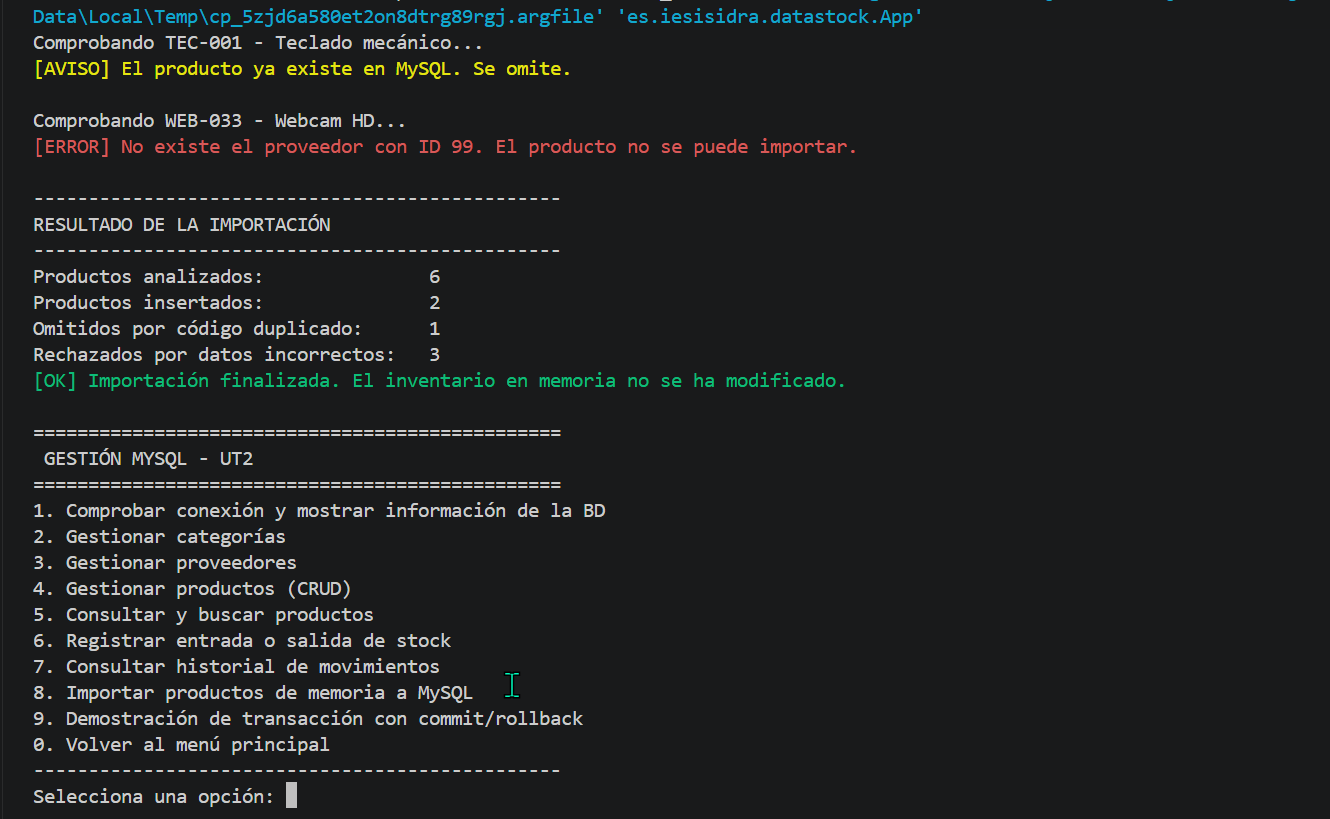 Data\Local\Temp\cp_5zjd6a580et2on8dtrg89rgj.argfile' 'es.iesisidra.datastock.App'
Comprobando TEC-001 - Teclado mecánico...
[AVISO] El producto ya existe en MySQL. Se omite.
Comprobando WEB-033 - Webcam HD...
[ERROR] No existe el proveedor con ID 99. El producto no se puede importar.
------------------------------------------------
RESULTADO DE LA IMPORTACIÓN
------------------------------------------------
Productos analizados: 6
Productos insertados: 2
Omitidos por código duplicado: 1
Rechazados por datos incorrectos: 3
[OK] Importación finalizada. El inventario en memoria no se ha modificado.
================================================
GESTIÓN MYSQL - UT2
================================================
1. Comprobar conexión y mostrar información de la BD
2. Gestionar categorías
3. Gestionar proveedores
4. Gestionar productos (CRUD)
5. Consultar y buscar productos
6. Registrar entrada o salida de stock
7. Consultar historial de movimientos
8. Importar productos de memoria a MySQL
9. Demostración de transacción con commit/rollback
0. Volver al menú principal
------------------------------------------------
Selecciona una opción: